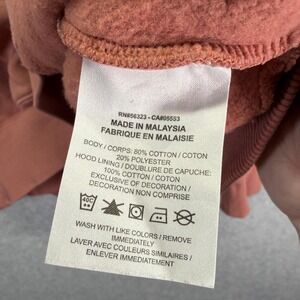 RN#56323 - CA#05553
MADE IN MALAYSIA
FABRIQUE EN MALAISIE
BODY / CORPS: 80% COTTON / COTON
20% POLYESTER
HOOD LINING / DOUBLURE DE CAPUCHE:
100% COTTON / COTON
EXCLUSIVE OF DECORATION /
DECORATION NON COMPRISE
40C
WASH WITH LIKE COLORS / REMOVE
IMMEDIATELY
LAVER AVEC COULEURS SIMILAIRES /
ENLEVER IMMEDIATEMENT